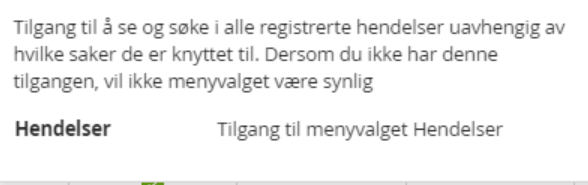 Tilgang til å se og søke i alle registrerte hendelser uavhengig av
hvilke saker de er knyttet til. Dersom du ikke har denne
tilgangen, vil ikke menyvalget være synlig
Hendelser Tilgang til menyvalget Hendelser